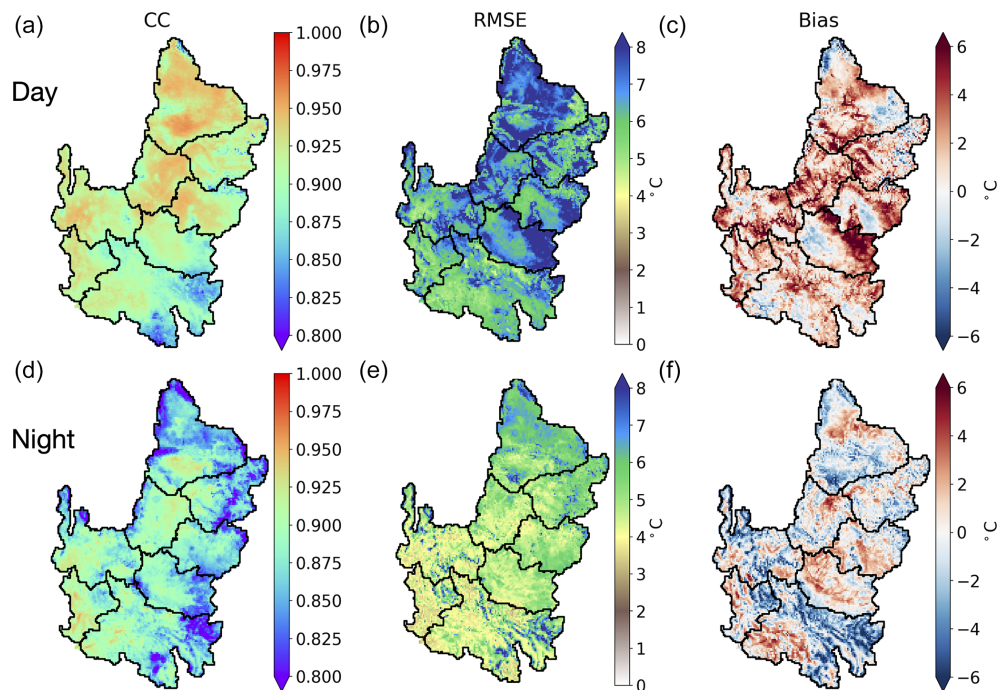 CC RMSE Bias
(a) (b) (c)
Day
1.000 8 6
0.975 7
0.950 6 4
0.925 5 2
0.900 4 °C 0 °C
0.875 3
0.850 2 −2
0.825 1 −4
0.800 0 −6
(d) (e) (f)
Night
1.000 8 6
0.975 7
0.950 6 4
0.925 5 2
0.900 4 °C 0 °C
0.875 3
0.850 2 −2
0.825 1 −4
0.800 0 −6